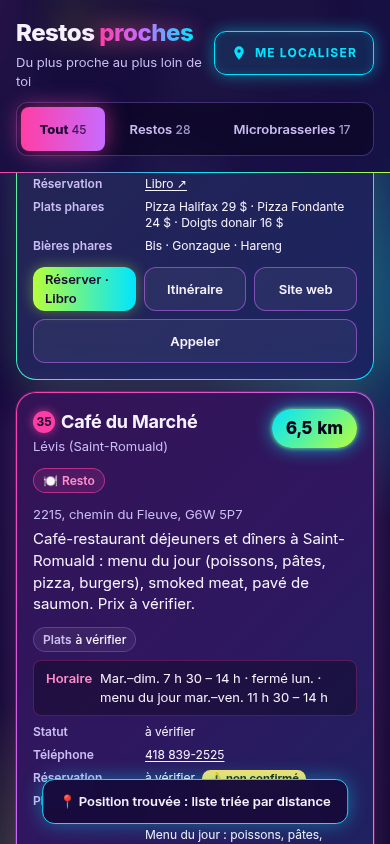 Restos proches
Du plus proche au plus loin de
toi
ME LOCALISER
Tout 45
Restos 28
Microbrasseries 17
Réservation Libro ↗
Plats phares Pizza Halifax 29 $ · Pizza Fondante
24 $ · Doigts donair 16 $
Bières phares Bis · Gonzague · Hareng
Réserver ·
Libro
Itinéraire
Site web
Appeler
35 Café du Marché
6,5 km
Lévis (Saint-Romuald)
🍽️ Resto
2215, chemin du Fleuve, G6W 5P7
Café-restaurant déjeuners et dîners à Saint-
Romuald : menu du jour (poissons, pâtes,
pizza, burgers), smoked meat, pavé de
saumon. Prix à vérifier.
Plats à vérifier
Horaire Mar.–dim. 7 h 30 – 14 h · fermé lun. ·
menu du jour mar.–ven. 11 h 30 – 14 h
Statut à vérifier
Téléphone 418 839-2525
Réservation à vérifier ⚠️ non confirmé
📍 Position trouvée : liste triée par distance
Menu du jour : poissons, pâtes,